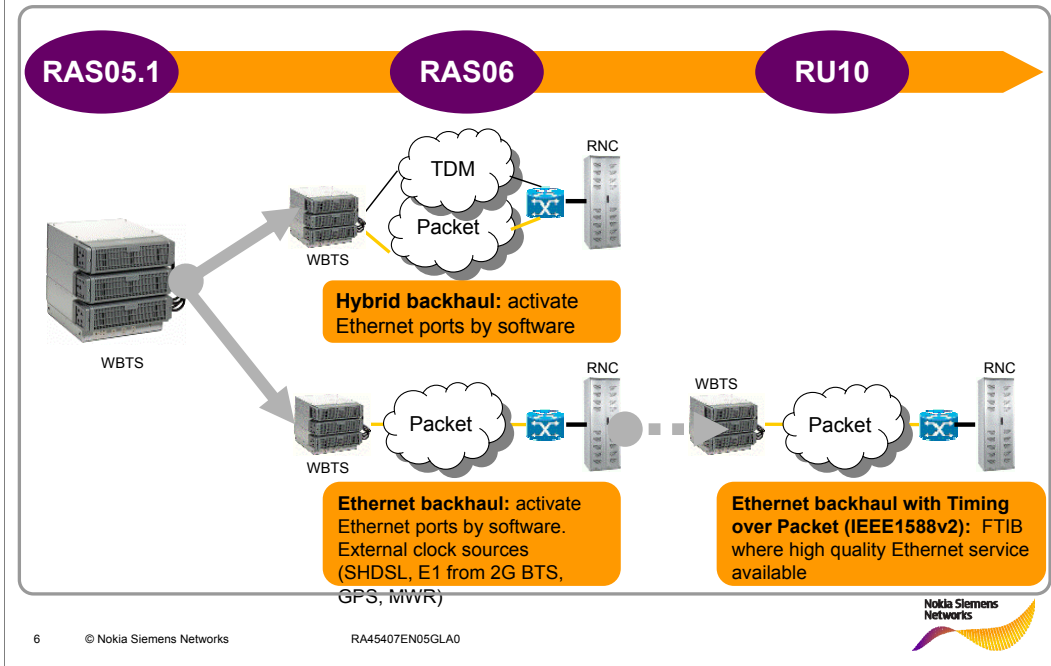 RAS05.1
RAS06
RU10
TDM
Packet
RNC
WBTS
Hybrid backhaul: activate
Ethernet ports by software
WBTS
Packet
RNC
WBTS
Ethernet backhaul: activate
Ethernet ports by software.
External clock sources
(SHDSL, E1 from 2G BTS,
GPS, MWR)
WBTS
Packet
RNC
Ethernet backhaul with Timing
over Packet (IEEE1588v2): FTIB
where high quality Ethernet service
available
6 © Nokia Siemens Networks RA45407EN05GLA0
Nokia Siemens
Networks